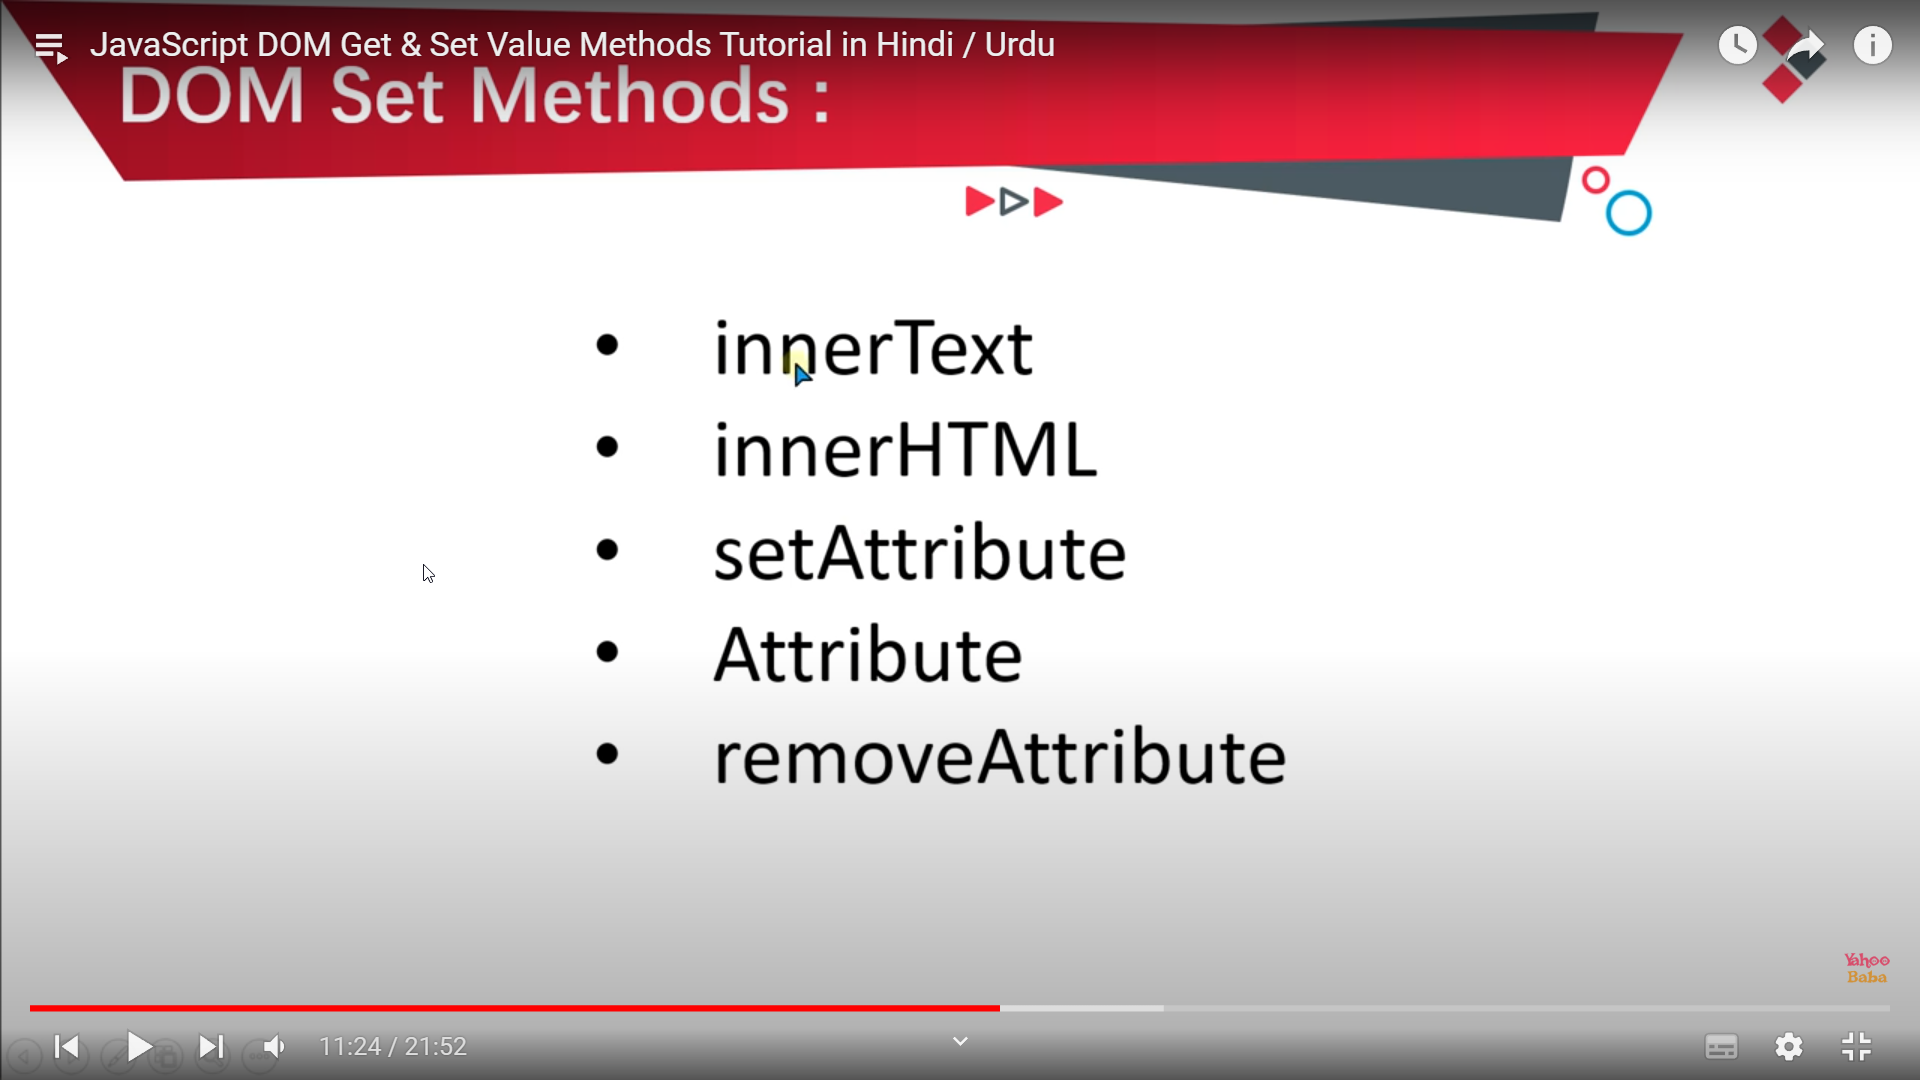 JavaScript DOM Get & Set Value Methods Tutorial in Hindi / Urdu
DOM Set Methods :
• innerText
• innerHTML
• setAttribute
• Attribute
• removeAttribute
Yahoo
Baba
11:24 / 21:52